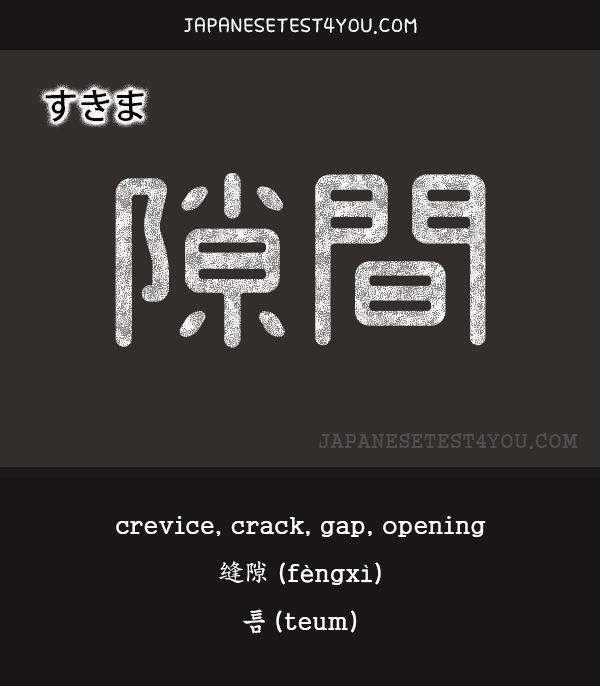 JAPANESETEST4YOU.COM
すきま
隙間
JAPANESETEST4YOU.COM
crevice, crack, gap, opening
缝隙 (fèngxì)
틈 (teum)